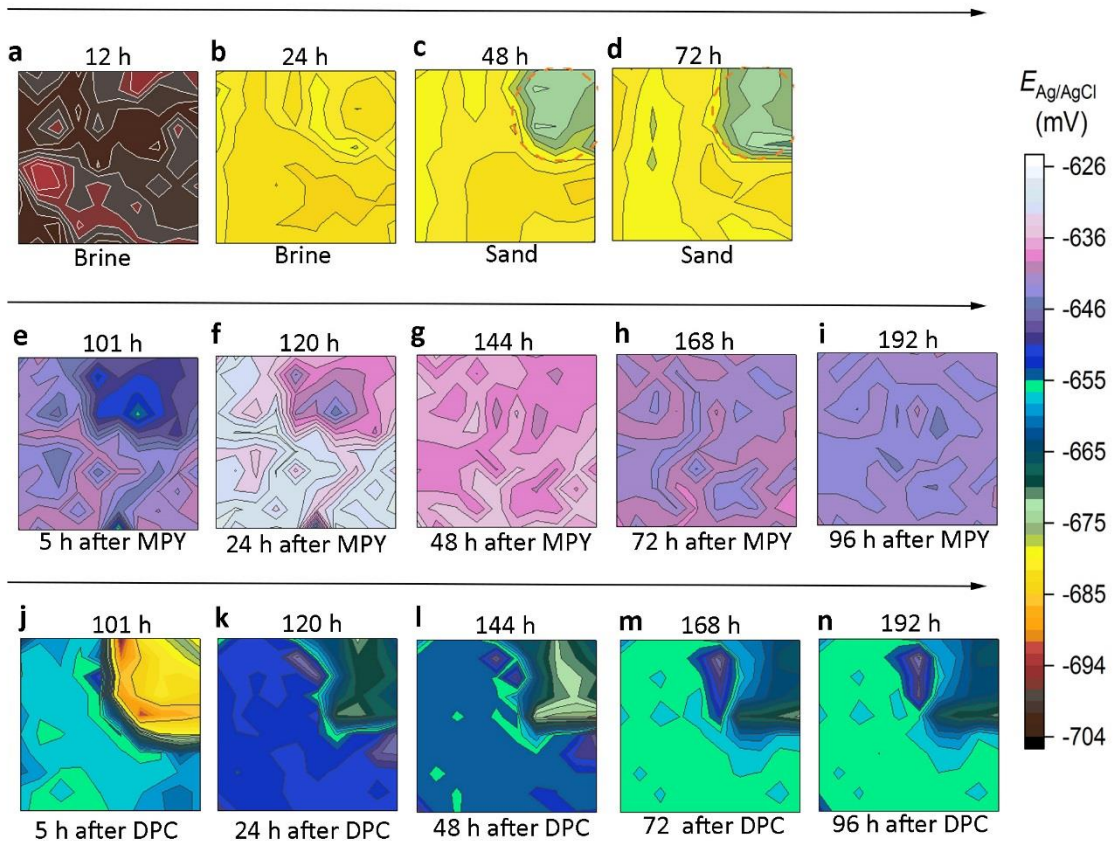 a
12 h
Brine
b
24 h
Brine
c
48 h
Sand
d
72 h
Sand
e
101 h
5 h after MPY
f
120 h
24 h after MPY
g
144 h
48 h after MPY
h
168 h
72 h after MPY
i
192 h
96 h after MPY
j
101 h
5 h after DPC
k
120 h
24 h after DPC
l
144 h
48 h after DPC
m
168 h
72 after DPC
n
192 h
96 h after DPC
E Ag/AgCl
(mV)
-626
-636
-646
-655
-665
-675
-685
-694
-704